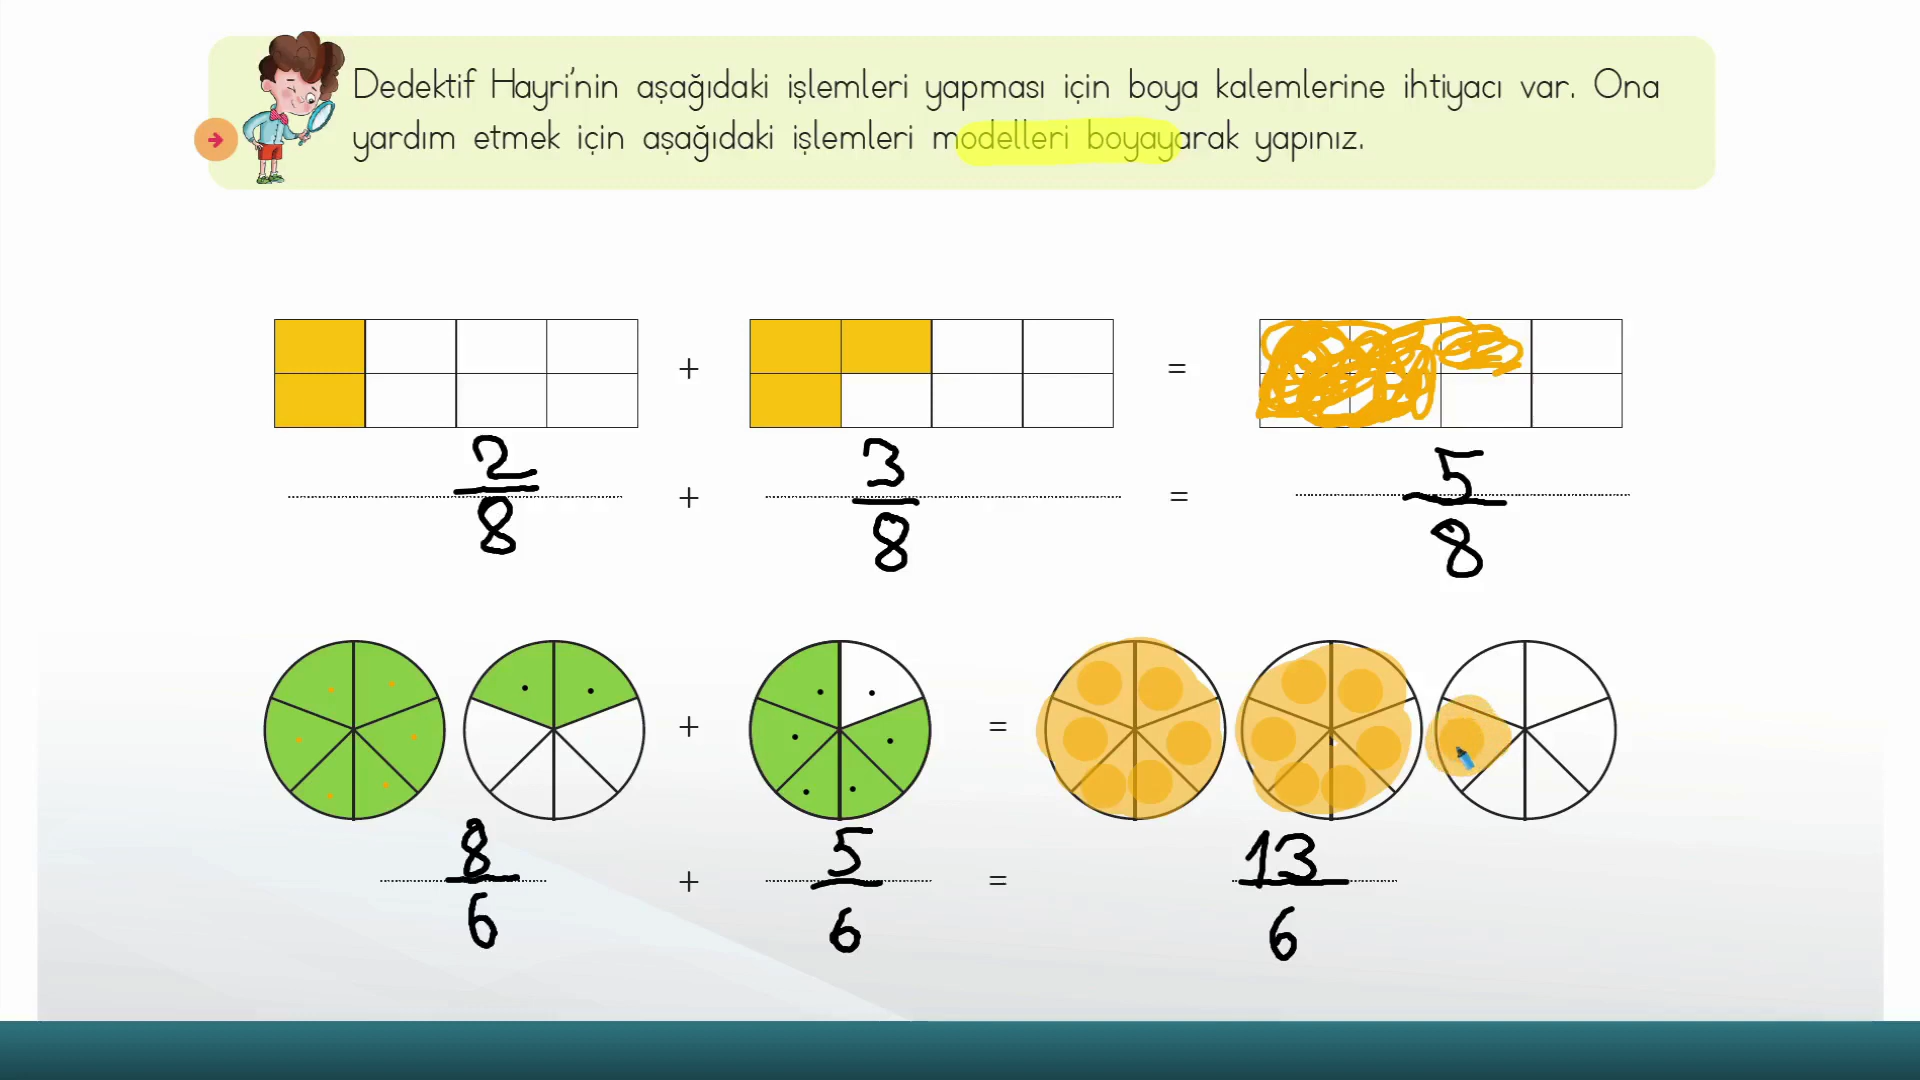 Dedektif Hayri'nin aşağıdaki işlemleri yapması için boya kalemlerine ihtiyacı var. Ona
yardım etmek için aşağıdaki işlemleri modelleri boyayarak yapınız.
+ =
2/8 + 3/8 = 5/8
+ =
8/6 + 5/6 = 13/6